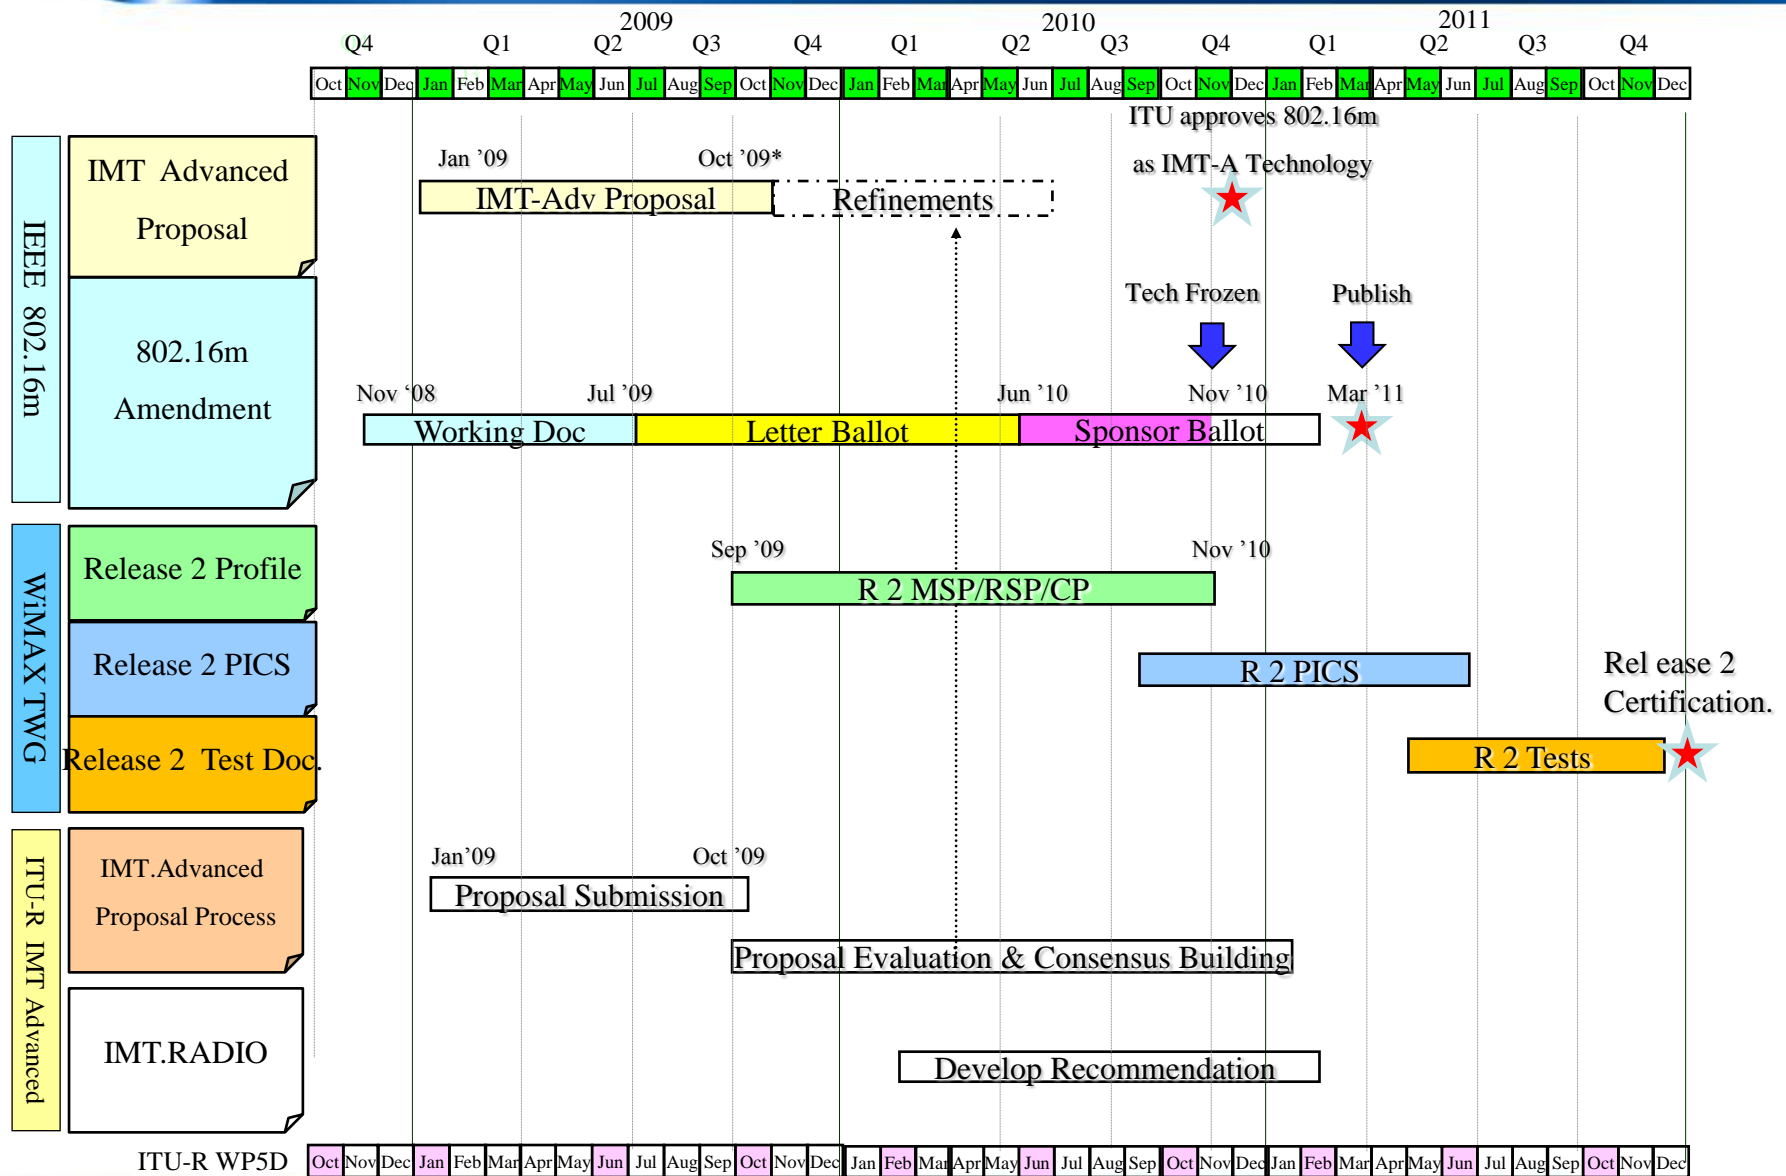 2009 2010 2011
Q4 Q1 Q2 Q3 Q4 Q1 Q2 Q3 Q4 Q1 Q2 Q3 Q4
Oct Nov Dec Jan Feb Mar Apr May Jun Jul Aug Sep Oct Nov Dec Jan Feb Mar Apr May Jun Jul Aug Sep Oct Nov Dec Jan Feb Mar Apr May Jun Jul Aug Sep Oct Nov Dec
ITU approves 802.16m
as IMT-A Technology
IEEE 802.16m
IMT Advanced
Proposal
Jan '09 Oct '09*
IMT-Adv Proposal Refinements
802.16m
Amendment
Tech Frozen Publish
Nov ‘08 Jul ’09 Jun ’10 Nov ’10 Mar ’11
Working Doc Letter Ballot Sponsor Ballot
WiMAX TWG
Release 2 Profile
Sep ’09 Nov ’10
R 2 MSP/RSP/CP
Release 2 PICS
R 2 PICS
Rel ease 2
Certification.
Release 2 Test Doc.
R 2 Tests
ITU-R IMT Advanced
IMT.Advanced
Proposal Process
Jan’09 Oct ’09
Proposal Submission
Proposal Evaluation & Consensus Building
IMT.RADIO
Develop Recommendation
ITU-R WP5D Oct Nov Dec Jan Feb Mar Apr May Jun Jul Aug Sep Oct Nov Dec Jan Feb Mar Apr May Jun Jul Aug Sep Oct Nov Dec Jan Feb Mar Apr May Jun Jul Aug Sep Oct Nov Dec